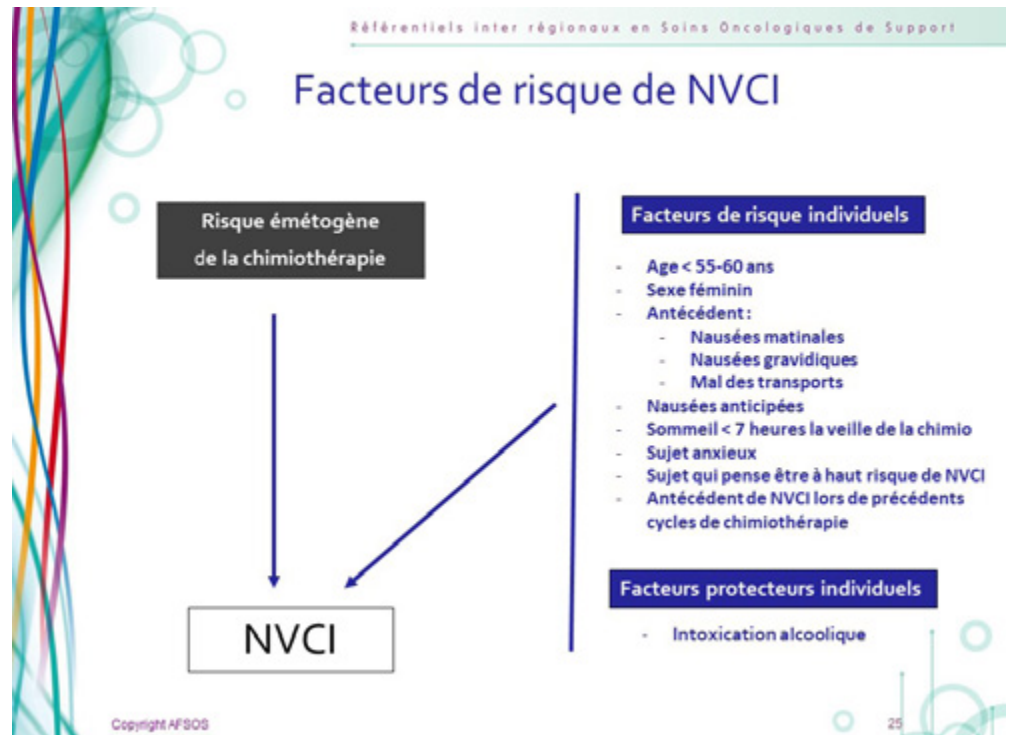 Référentiels inter régionaux en Soins Oncologiques de Support
Facteurs de risque de NVCI
Risque émétogène
de la chimiothérapie
NVCI
Facteurs de risque individuels
- Age < 55-60 ans
- Sexe féminin
- Antécédent :
- Nausées matinales
- Nausées gravidiques
- Mal des transports
- Nausées anticipées
- Sommeil < 7 heures la veille de la chimio
- Sujet anxieux
- Sujet qui pense être à haut risque de NVCI
- Antécédent de NVCI lors de précédents
cycles de chimiothérapie
Facteurs protecteurs individuels
- Intoxication alcoolique
Copyright AFSOS
25